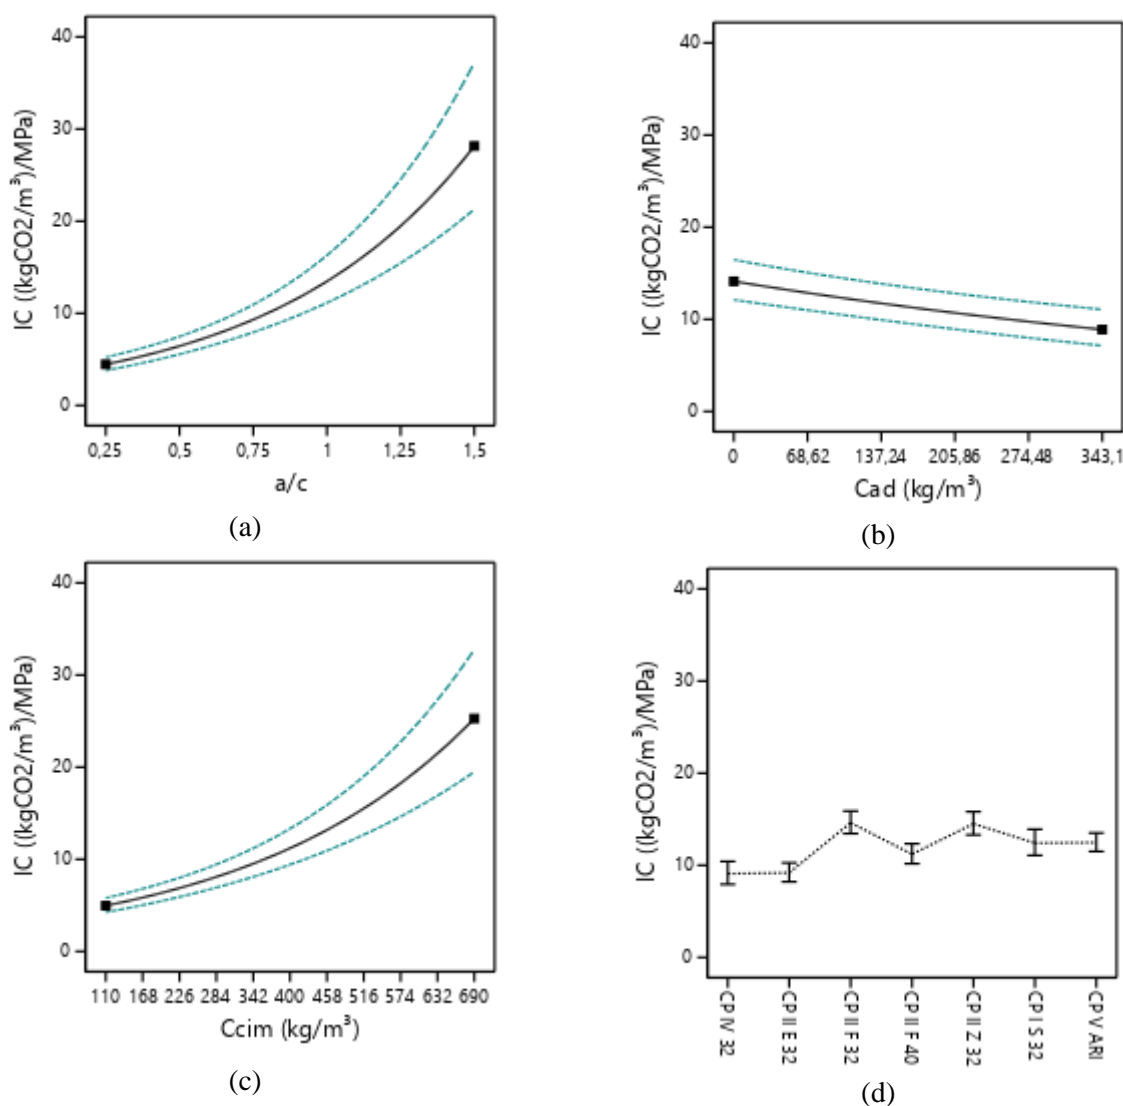 40
30
20
10
0
IC ((kgCO2/m³)/MPa)
0,25 0,5 0,75 1 1,25 1,5
a/c
(a)
40
30
20
10
0
IC ((kgCO2/m³)/MPa)
0 68,62 137,24 205,86 274,48 343,1
Cad (kg/m³)
(b)
40
30
20
10
0
IC ((kgCO2/m³)/MPa)
110 168 226 284 342 400 458 516 574 632 690
Ccim (kg/m³)
(c)
40
30
20
10
0
IC ((kgCO2/m³)/MPa)
CP IV 32
CP II E 32
CP II F 32
CP II F 40
CP II Z 32
CP I S 32
CP V ARI
(d)